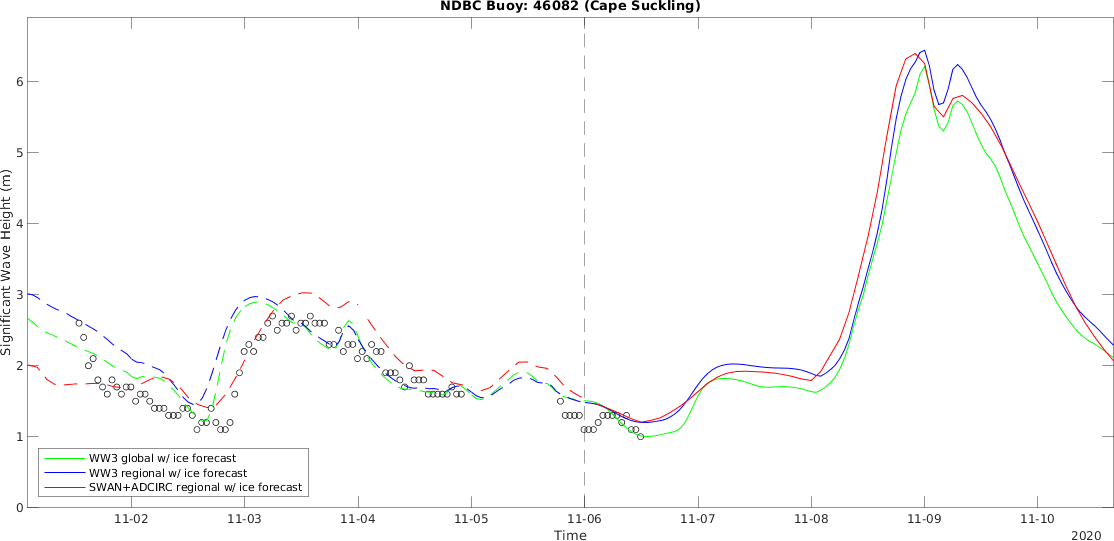 NDBC Buoy: 46082 (Cape Suckling)
Significant Wave Height (m)
6
5
4
3
2
1
0
WW3 global w/ ice forecast
WW3 regional w/ ice forecast
SWAN+ADCIRC regional w/ ice forecast
11-02 11-03 11-04 11-05 11-06 11-07 11-08 11-09 11-10
Time
2020